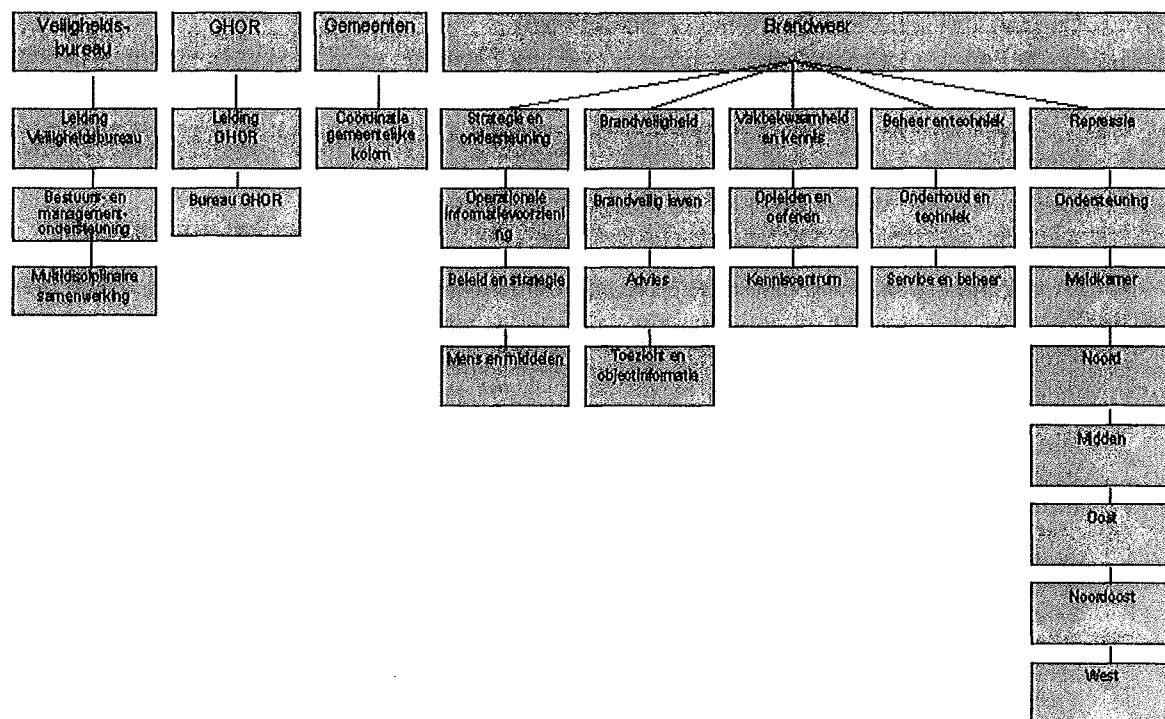 Veiligheids-
bureau
GHOR
Gemeenten
Brandweer
Leiding
Veiligheidsbureau
Leiding
GHOR
Coördinatie
gemeentelijke
kolom
Strategie en
ondersteuning
Brandveiligheid
Vakbekwaamheid
en kennis
Beheer en techniek
Repressie
Bestuurs- en
management-
ondersteuning
Bureau GHOR
Operationele
informatievoorzieni
ng
Brandveilig leven
Opleiden en
oefenen
Onderhoud en
techniek
Ondersteuning
Multidisciplinaire
samenwerking
Beleid en strategie
Advies
Kenniscentrum
Service en beheer
Meldkamer
Mens en middelen
Toezicht en
objectinformatie
Noord
Midden
Oost
Noordoost
West